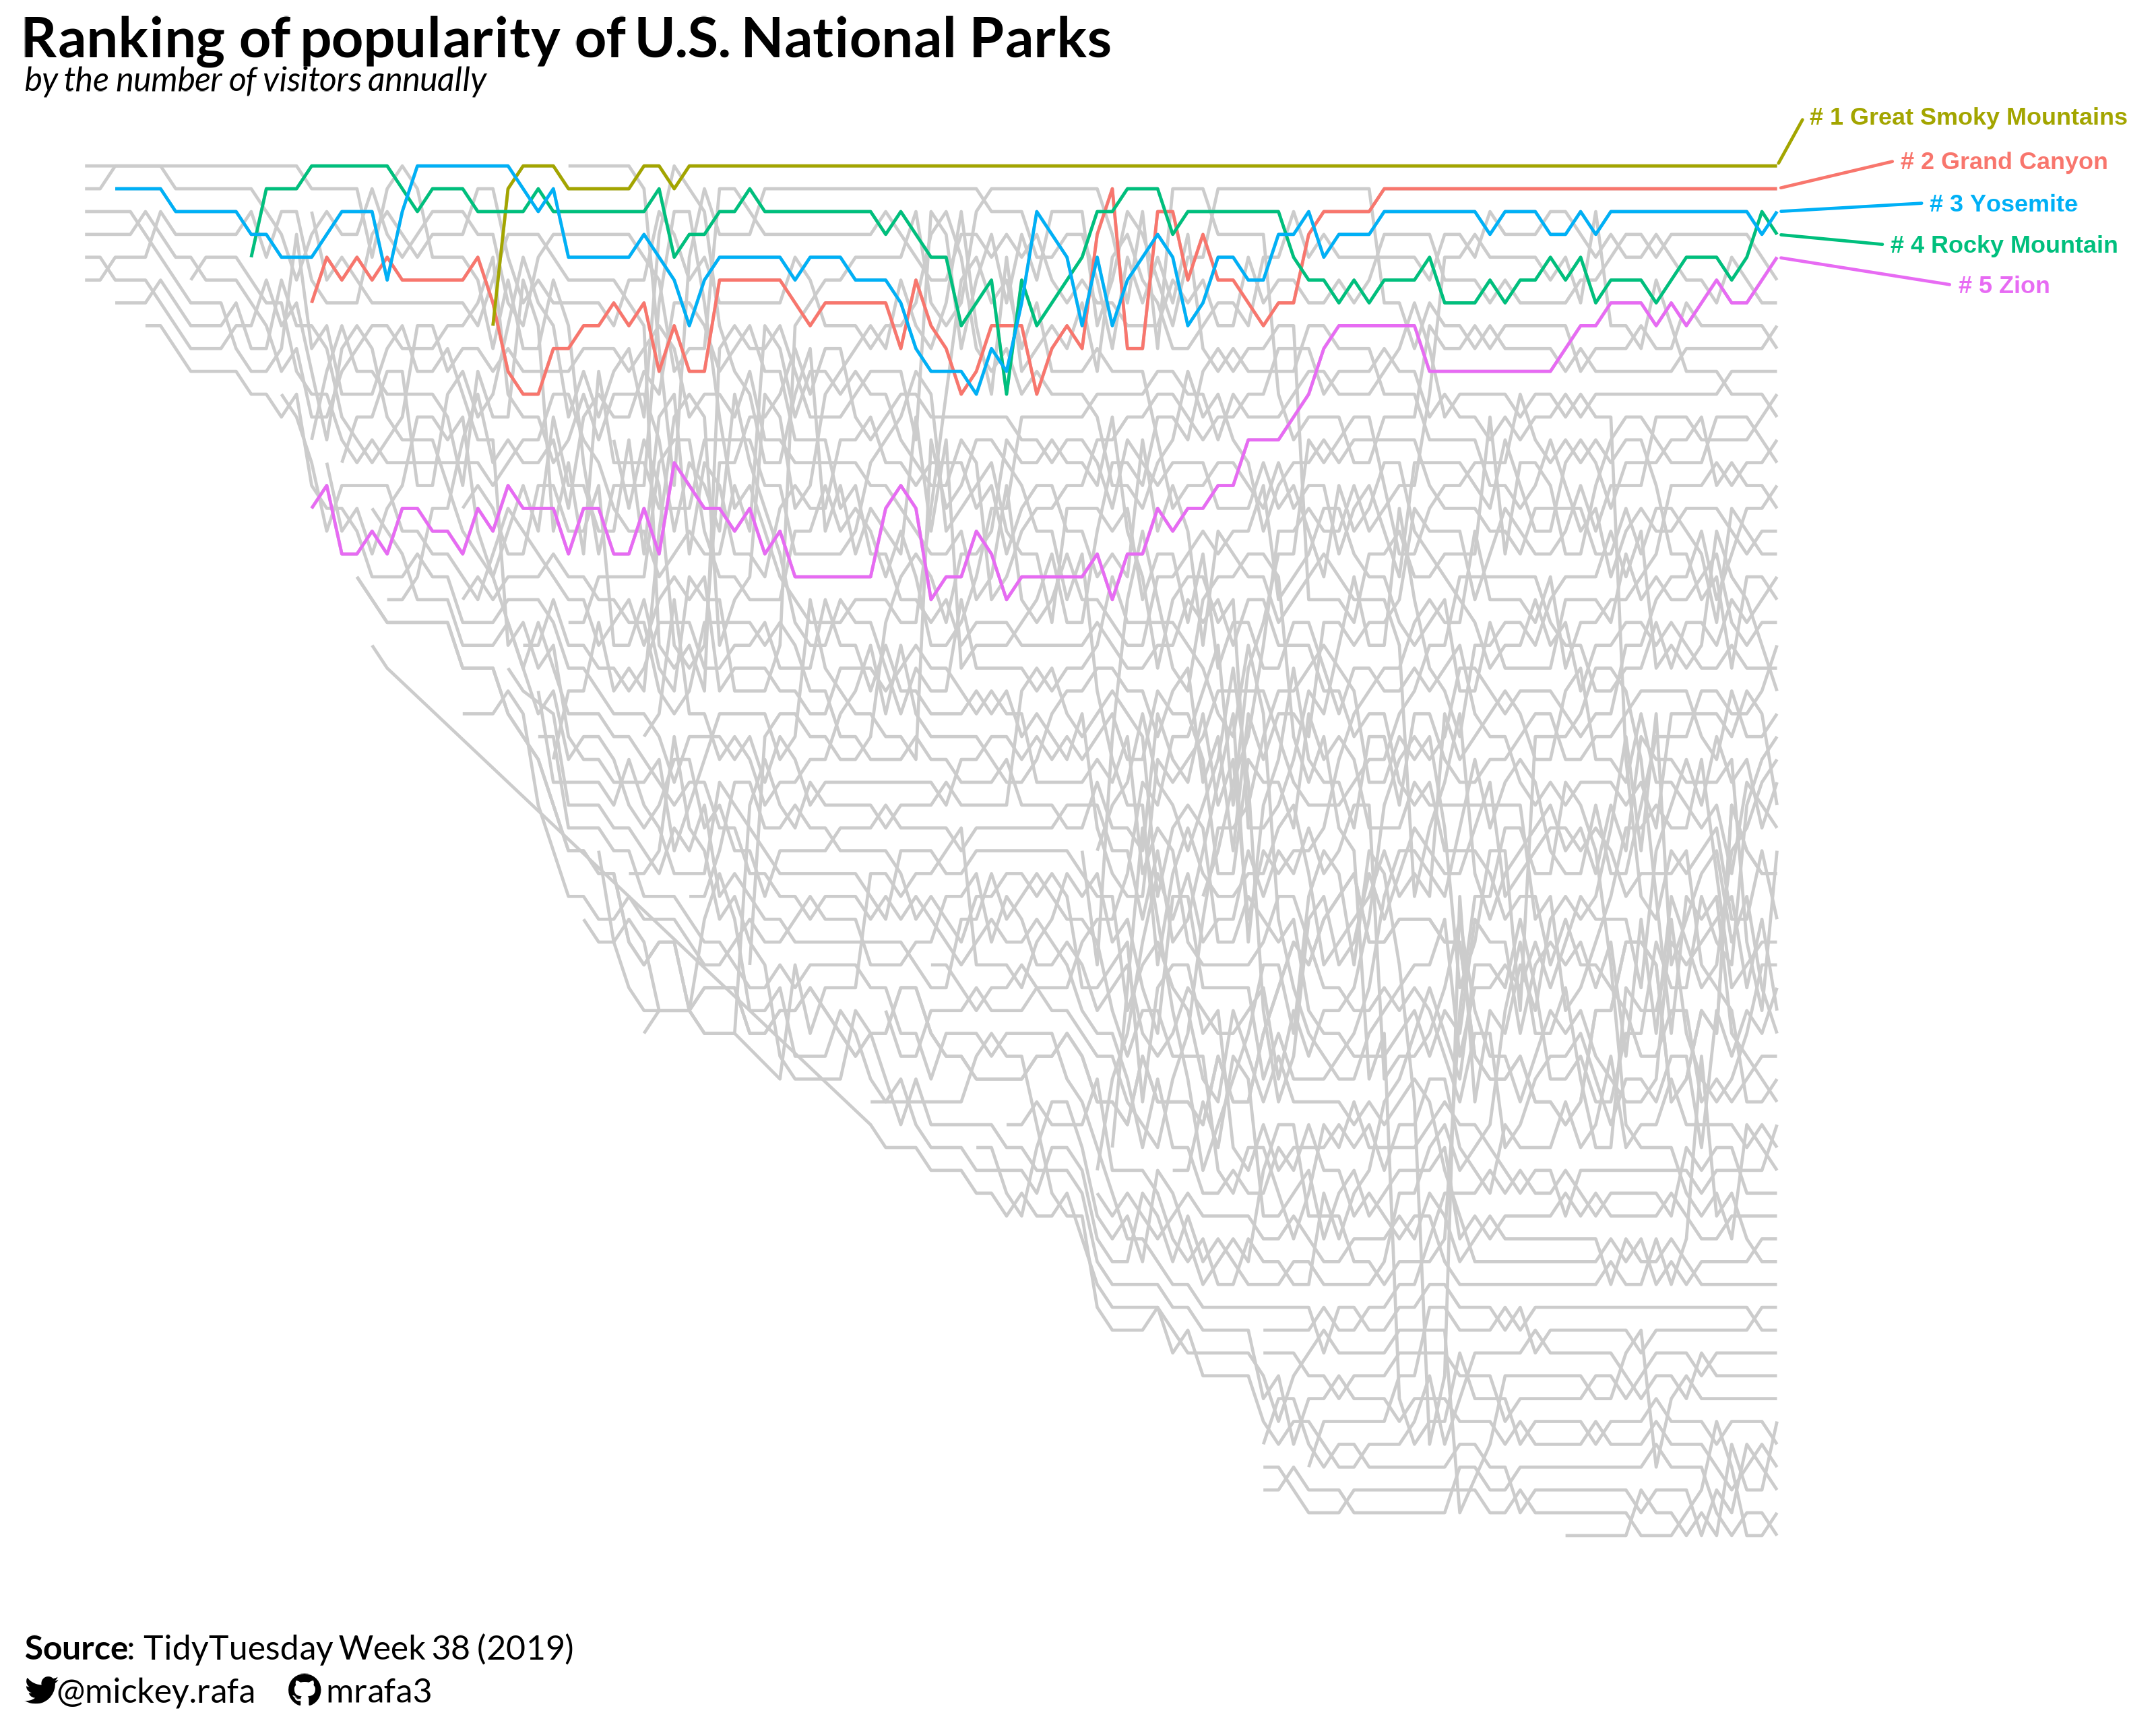 Ranking of popularity of U.S. National Parks
by the number of visitors annually
# 1 Great Smoky Mountains
# 2 Grand Canyon
# 3 Yosemite
# 4 Rocky Mountain
# 5 Zion
Source: TidyTuesday Week 38 (2019)
@mickey.rafa mrafa3